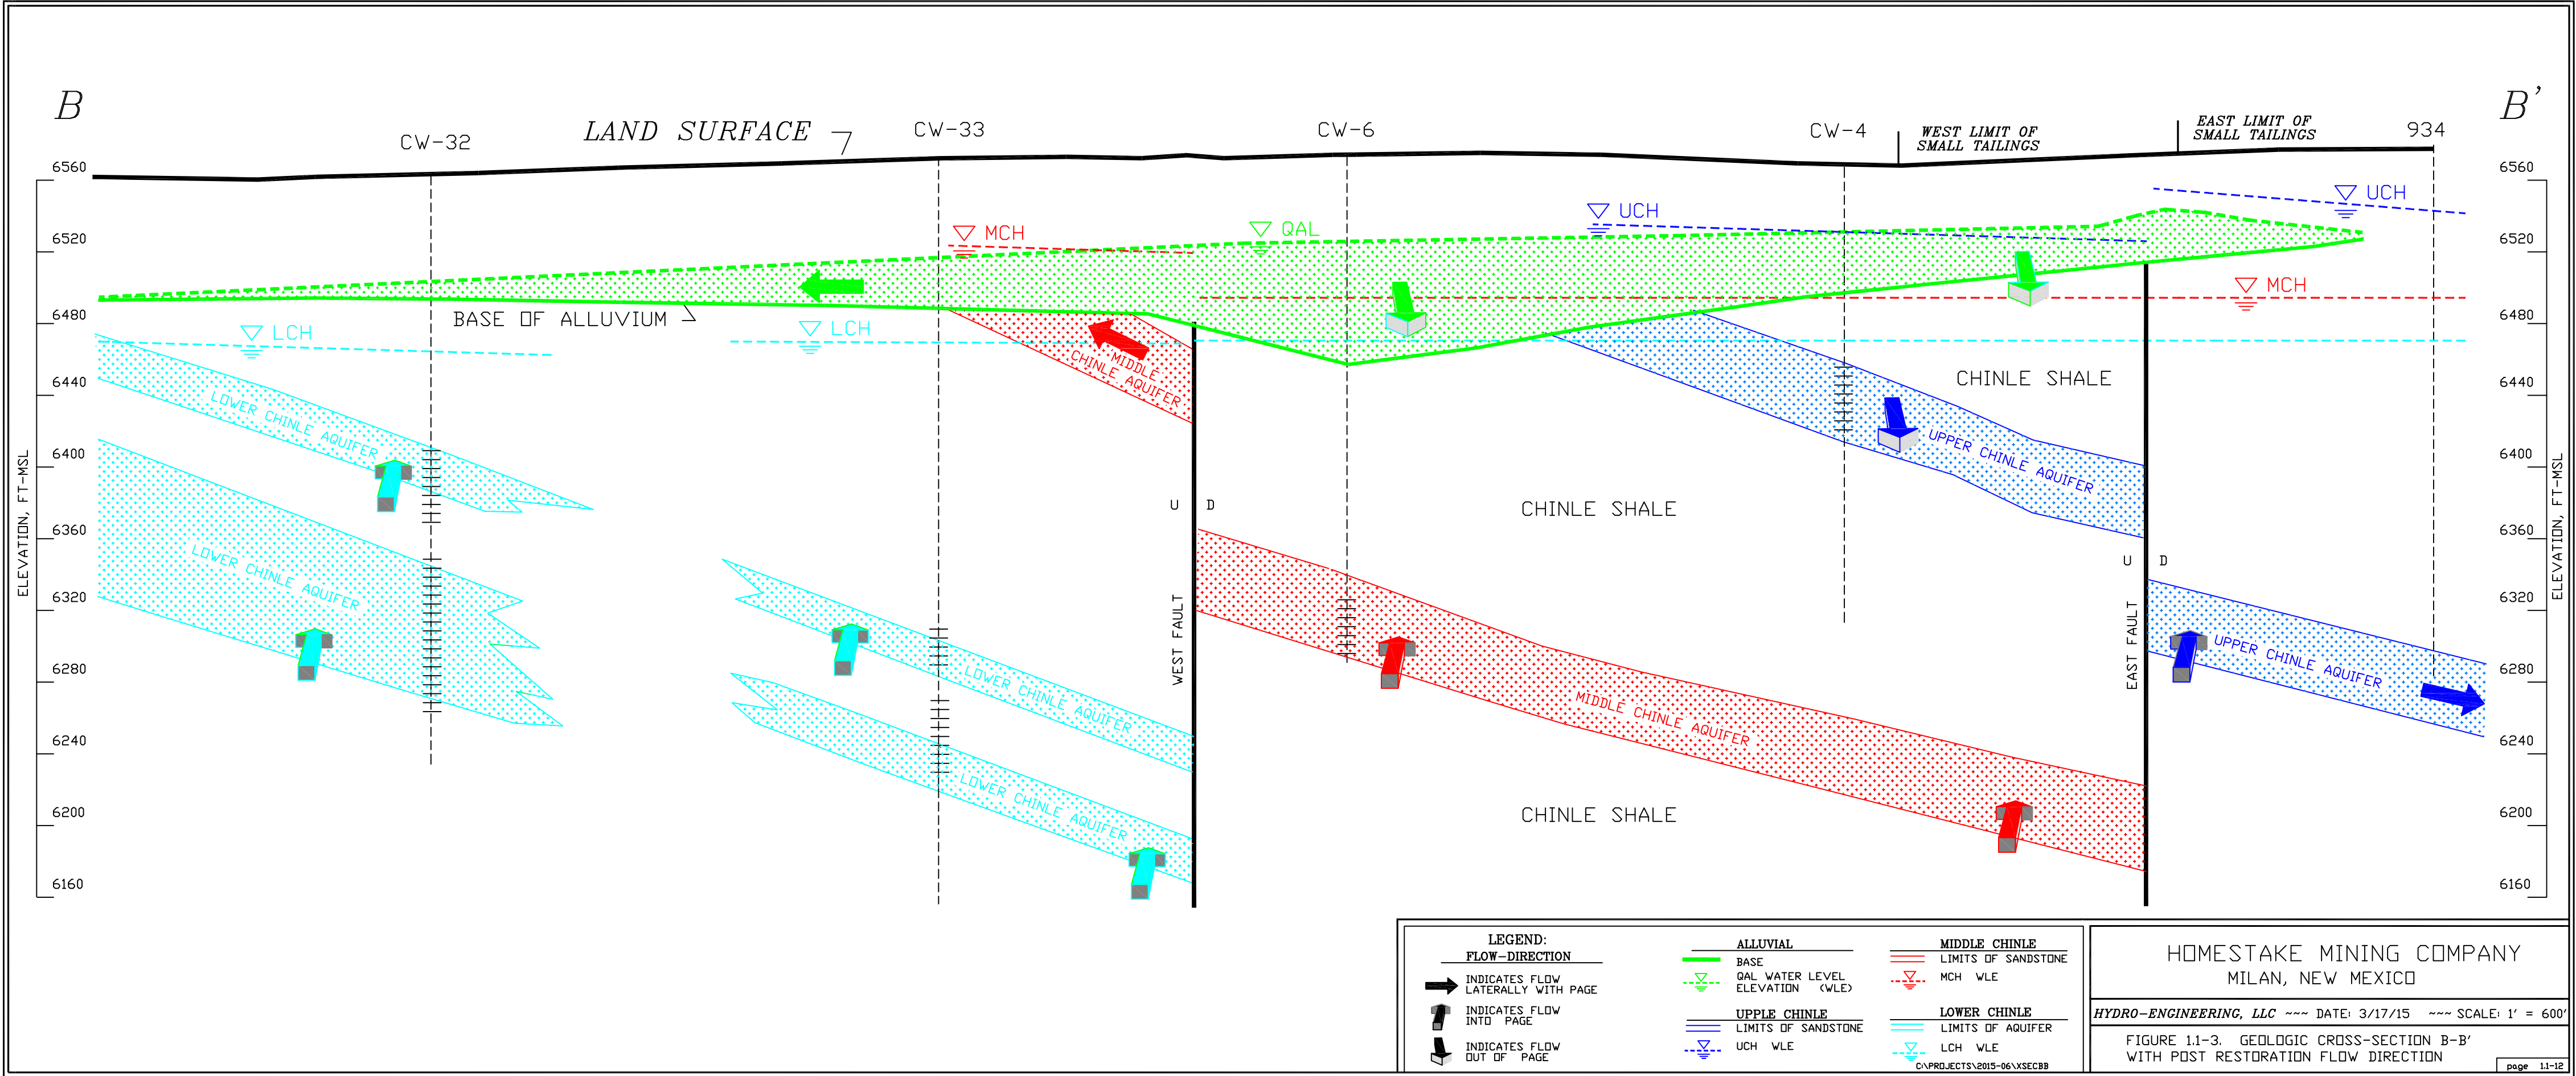 B
B'
CW-32
LAND SURFACE
CW-33
CW-6
CW-4
WEST LIMIT OF
SMALL TAILINGS
EAST LIMIT OF
SMALL TAILINGS
934
6560
6520
6480
6440
6400
6360
6320
6280
6240
6200
6160
ELEVATION, FT-MSL
6560
6520
6480
6440
6400
6360
6320
6280
6240
6200
6160
ELEVATION, FT-MSL
MCH
QAL
UCH
UCH
MCH
BASE OF ALLUVIUM
LCH
LCH
MIDDLE
CHINLE AQUIFER
CHINLE SHALE
LOWER CHINLE AQUIFER
UPPER CHINLE AQUIFER
U D
CHINLE SHALE
LOWER CHINLE AQUIFER
U D
WEST FAULT
EAST FAULT
UPPER CHINLE AQUIFER
LOWER CHINLE AQUIFER
MIDDLE CHINLE AQUIFER
LOWER CHINLE AQUIFER
CHINLE SHALE
LEGEND:
FLOW-DIRECTION
INDICATES FLOW
LATERALLY WITH PAGE
INDICATES FLOW
INTO PAGE
INDICATES FLOW
OUT OF PAGE
ALLUVIAL
BASE
QAL WATER LEVEL
ELEVATION (WLE)
UPPLE CHINLE
LIMITS OF SANDSTONE
UCH WLE
MIDDLE CHINLE
LIMITS OF SANDSTONE
MCH WLE
LOWER CHINLE
LIMITS OF AQUIFER
LCH WLE
C:\PROJECTS\2015-06\XSECBB
HOMESTAKE MINING COMPANY
MILAN, NEW MEXICO
HYDRO-ENGINEERING, LLC ~~~ DATE: 3/17/15 ~~~ SCALE: 1' = 600'
FIGURE 1.1-3. GEOLOGIC CROSS-SECTION B-B'
WITH POST RESTORATION FLOW DIRECTION
page 1.1-12